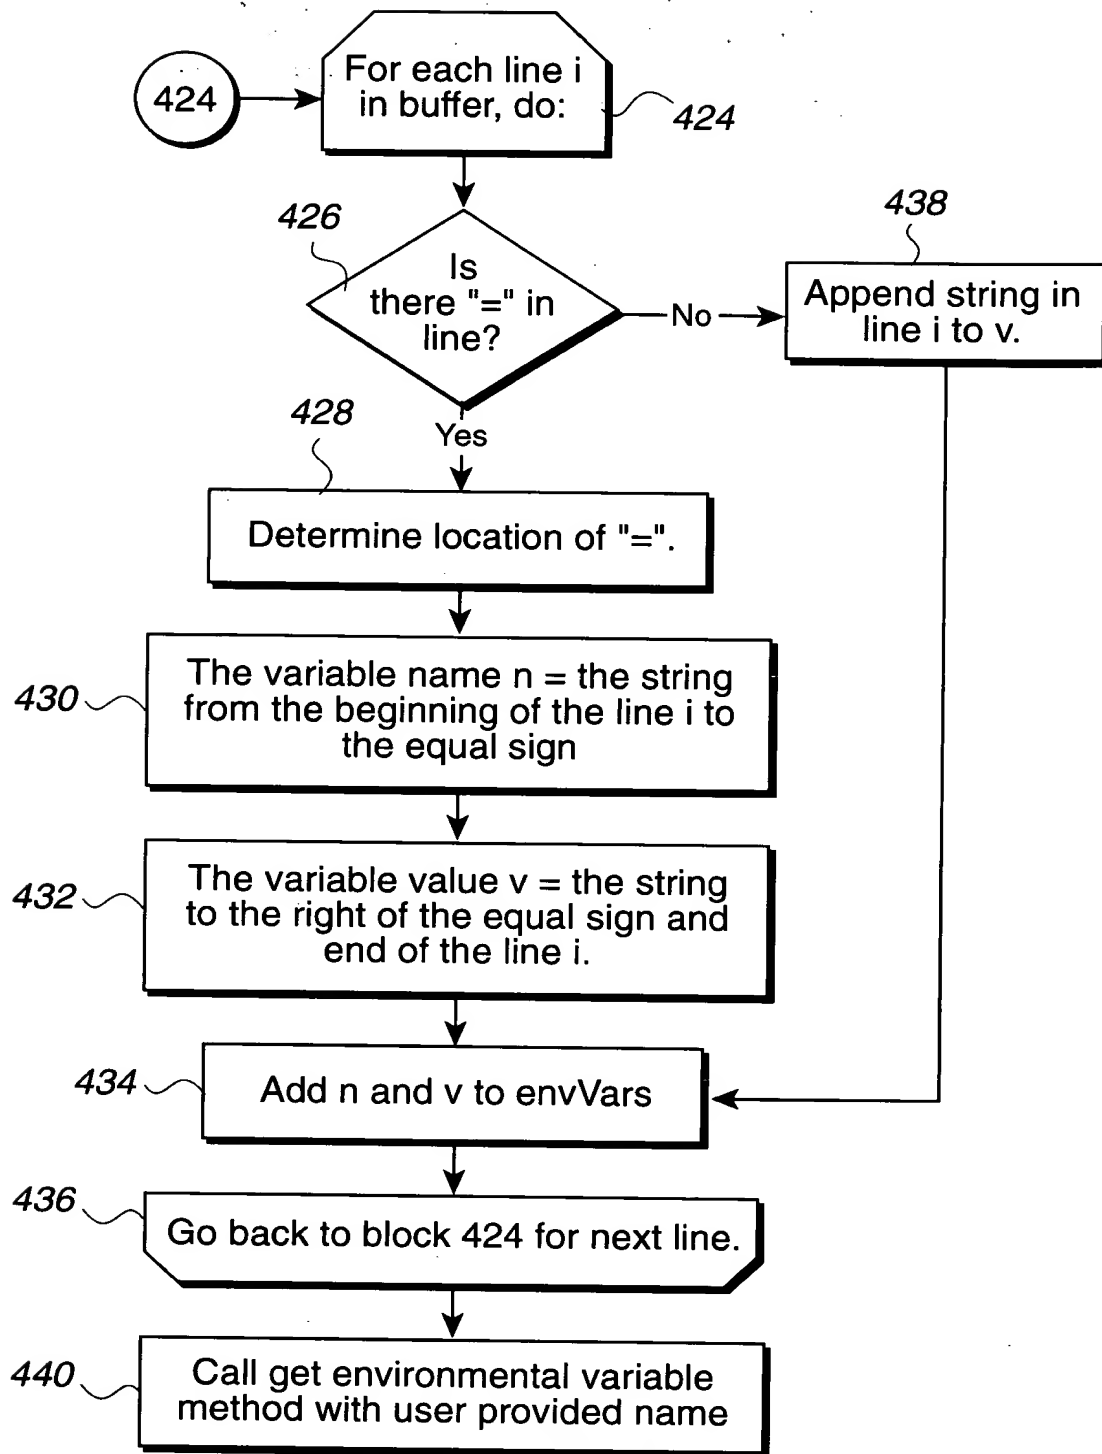 424
For each line i
in buffer, do:
424
426
Is
there "=" in
line?
No
438
Append string in
line i to v.
Yes
428
Determine location of "=".
430
The variable name n = the string
from the beginning of the line i to
the equal sign
432
The variable value v = the string
to the right of the equal sign and
end of the line i.
434
Add n and v to envVars
436
Go back to block 424 for next line.
440
Call get environmental variable
method with user provided name